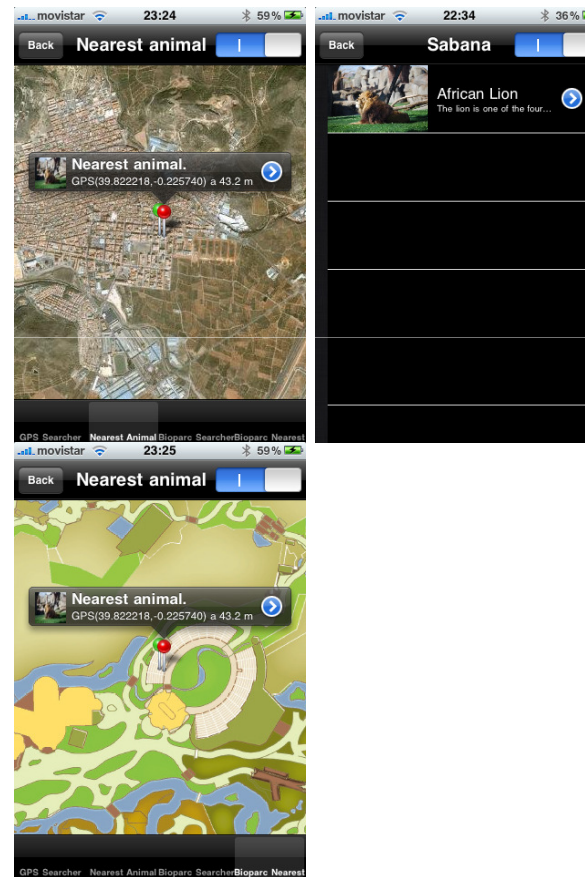 movistar 23:24 59%
Back Nearest animal
Nearest animal.
GPS(39.822218,-0.225740) a 43.2 m
GPS Searcher Nearest Animal Bioparc Searcher Bioparc Nearest
movistar 22:34 36%
Back Sabana
African Lion
The lion is one of the four...
movistar 23:25 59%
Back Nearest animal
Nearest animal.
GPS(39.822218,-0.225740) a 43.2 m
GPS Searcher Nearest Animal Bioparc Searcher Bioparc Nearest